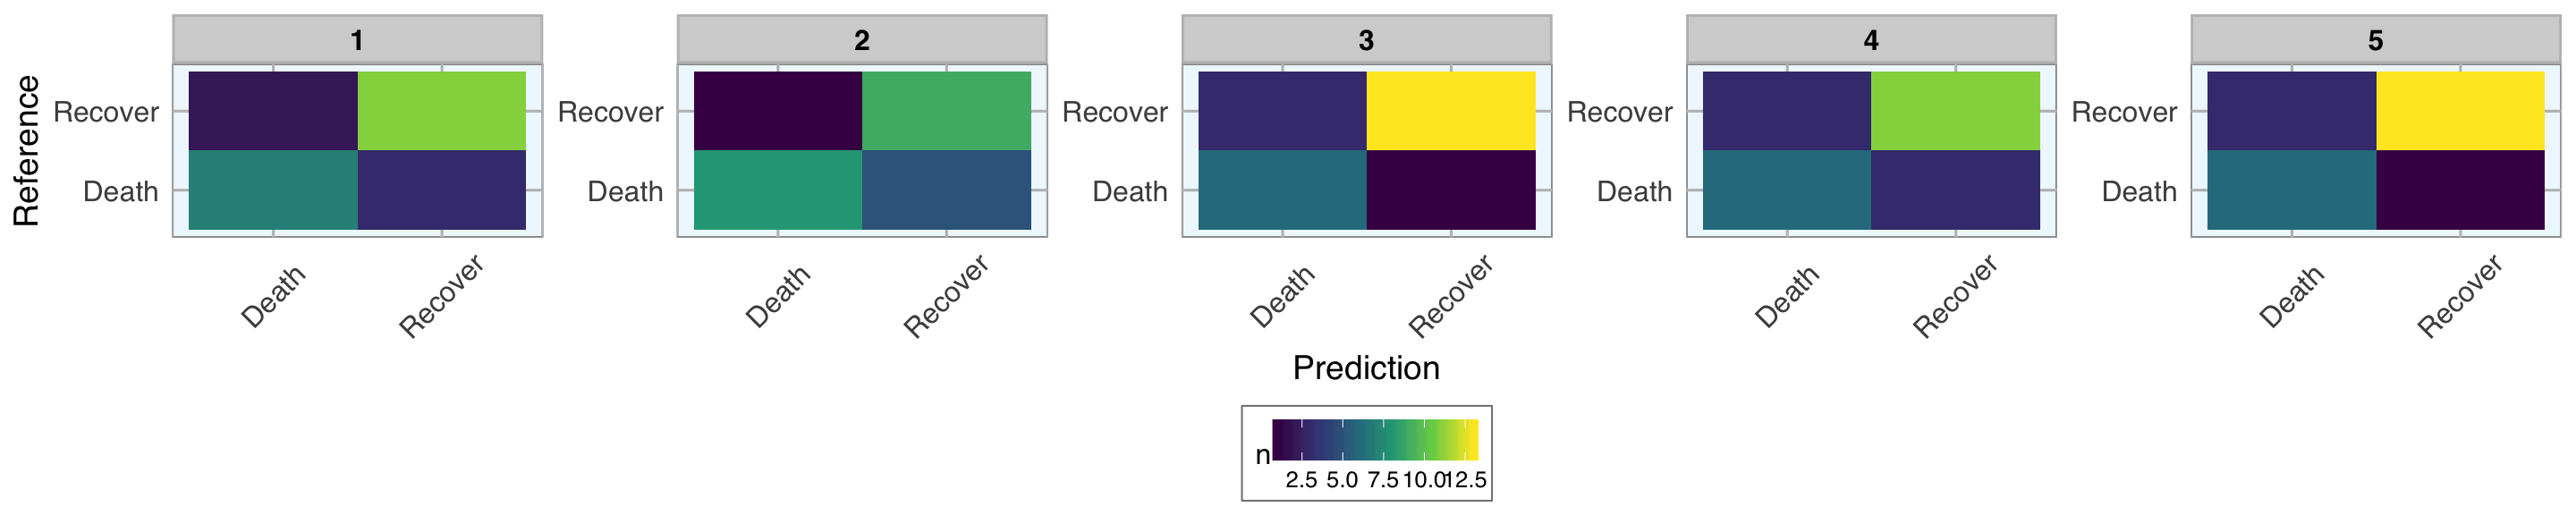 1 2 3 4 5
Reference
Recover Recover Recover Recover Recover
Death Death Death Death Death
Death Recover Death Recover Death Recover Death Recover Death Recover
Prediction
n
2.5 5.0 7.5 10.0 12.5